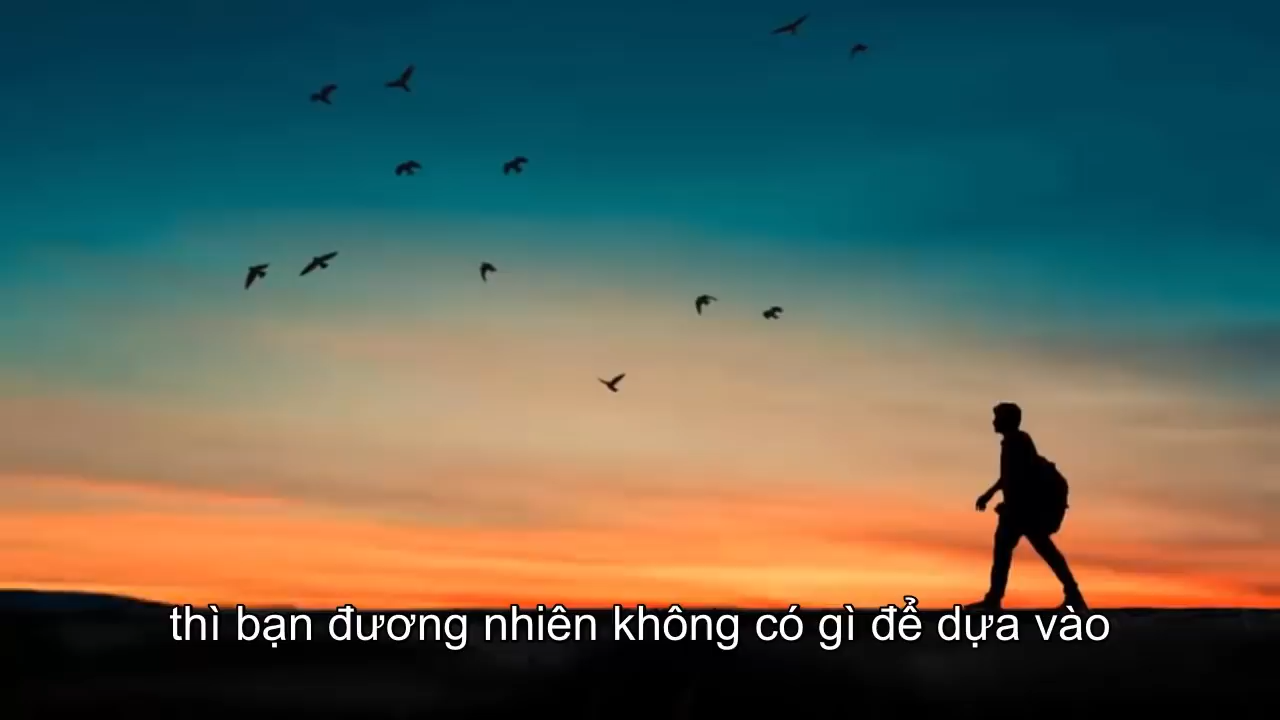 thì bạn đương nhiên không có gì để dựa vào